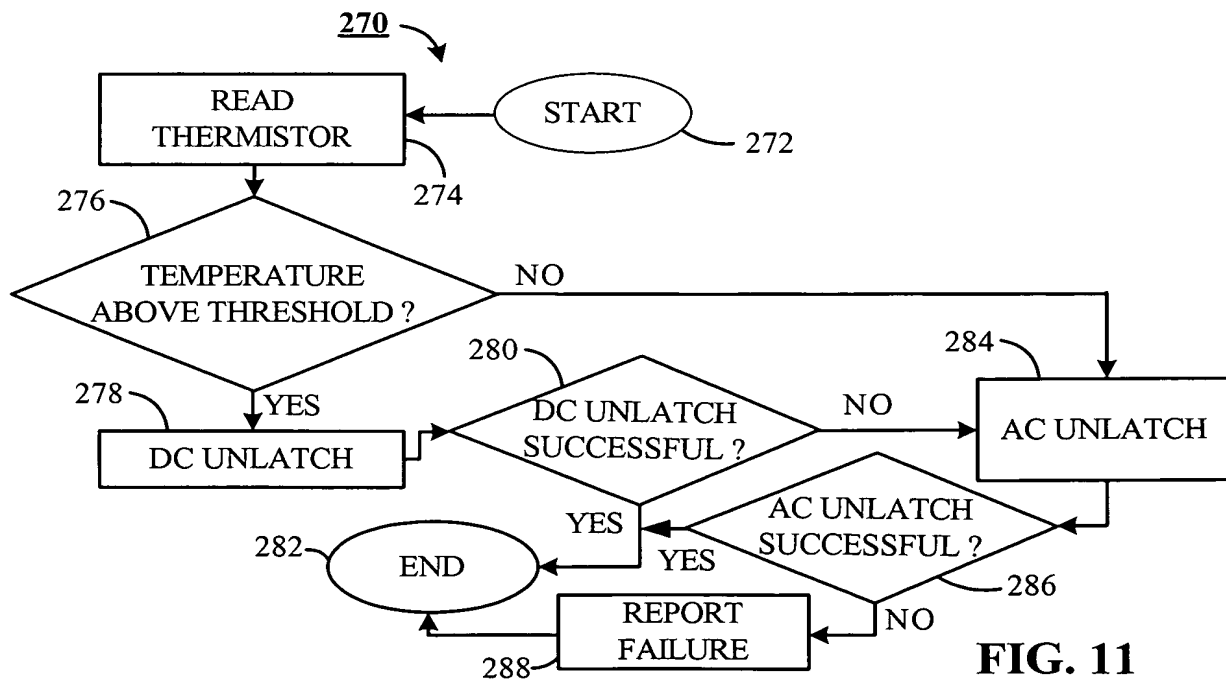 270
READ
THERMISTOR
START
272
274
276
TEMPERATURE
ABOVE THRESHOLD ?
NO
YES
278
DC UNLATCH
280
DC UNLATCH
SUCCESSFUL ?
NO
284
AC UNLATCH
YES
AC UNLATCH
SUCCESSFUL ?
YES
286
282
END
NO
REPORT
FAILURE
288
FIG. 11